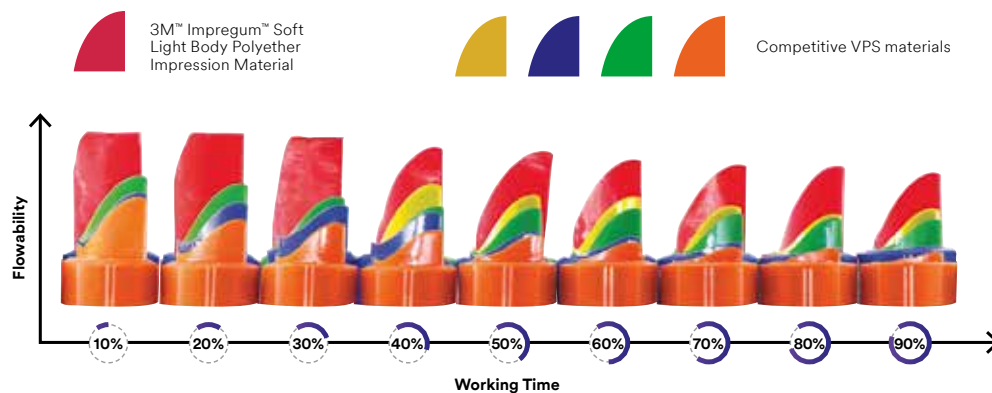 3M™ Impregum™ Soft
Light Body Polyether
Impression Material
Competitive VPS materials
Flowability
10%
20%
30%
40%
50%
60%
70%
80%
90%
Working Time